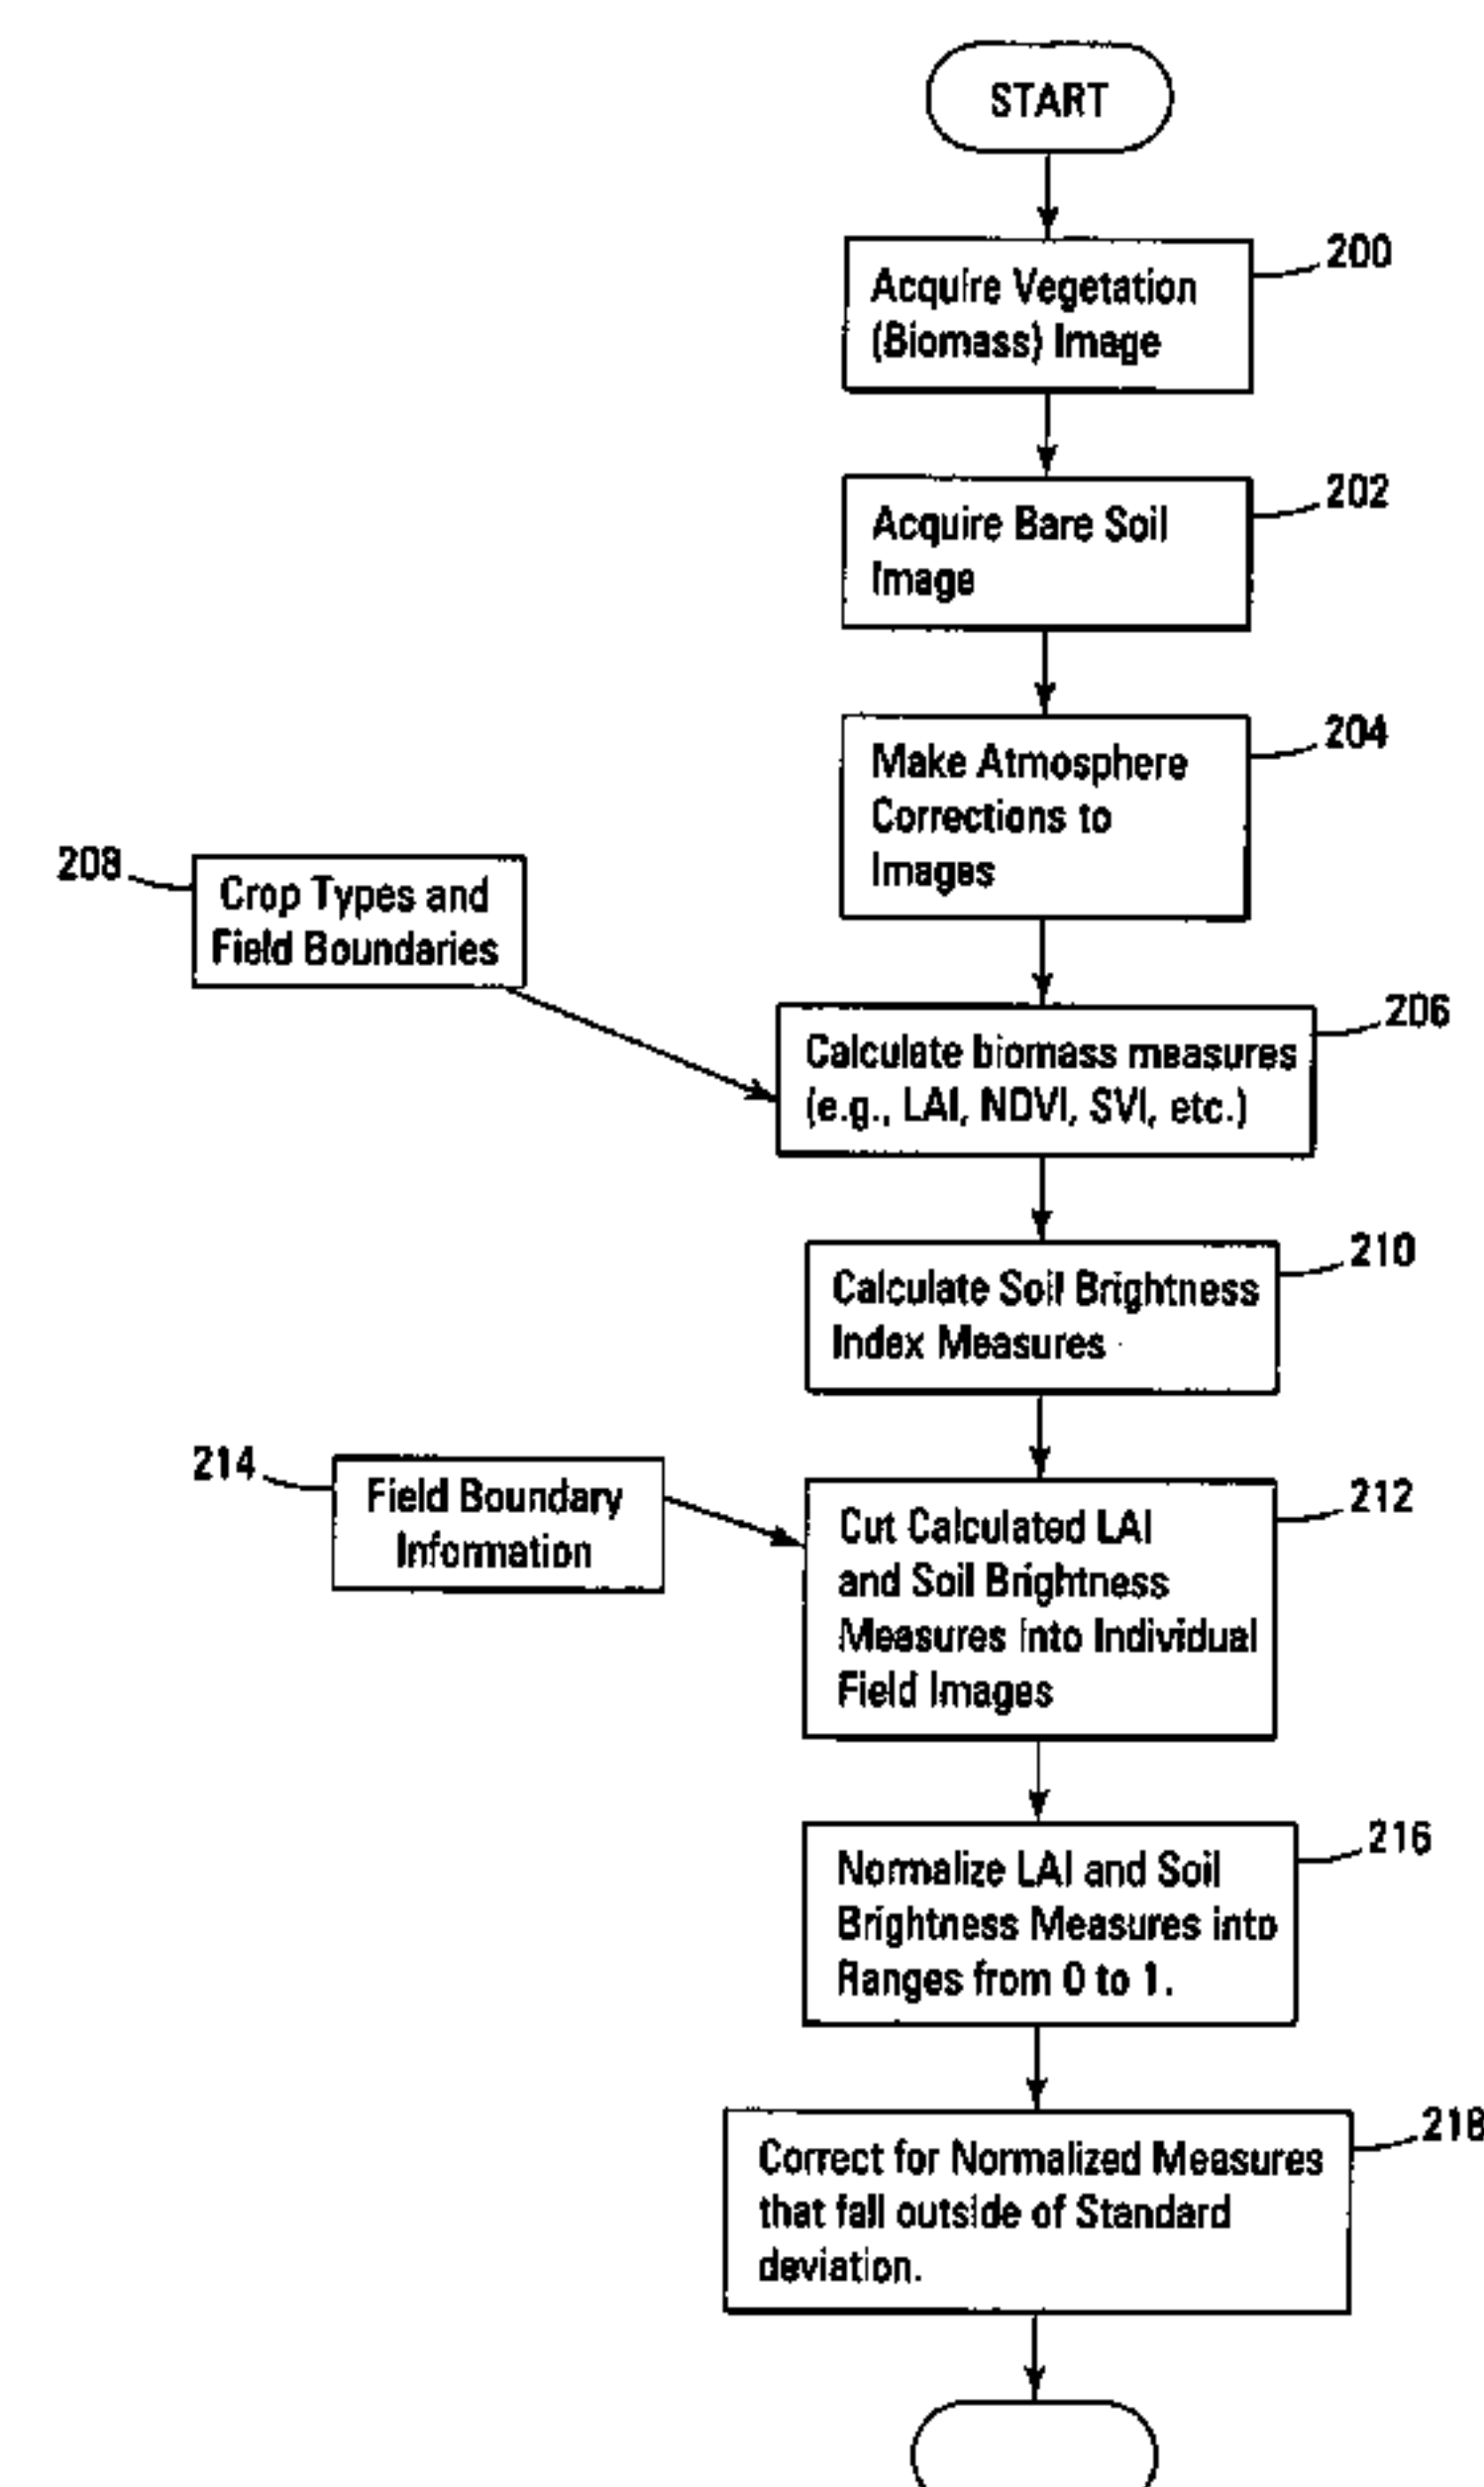 START
200
Acquire Vegetation
(Biomass) Image
202
Acquire Bare Soil
Image
204
Make Atmosphere
Corrections to
Images
208
Crop Types and
Field Boundaries
206
Calculate biomass measures
(e.g., LAI, NDVI, SVI, etc.)
210
Calculate Soil Brightness
Index Measures
214
Field Boundary
Information
212
Cut Calculated LAI
and Soil Brightness
Measures into Individual
Field Images
216
Normalize LAI and Soil
Brightness Measures into
Ranges from 0 to 1.
218
Correct for Normalized Measures
that fall outside of Standard
deviation.